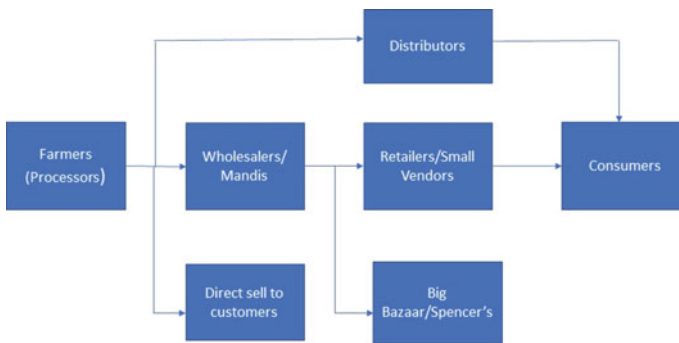 Distributors
Farmers
(Processors)
Wholesalers/
Mandis
Retailers/Small
Vendors
Consumers
Direct sell to
customers
Big
Bazaar/Spencer's